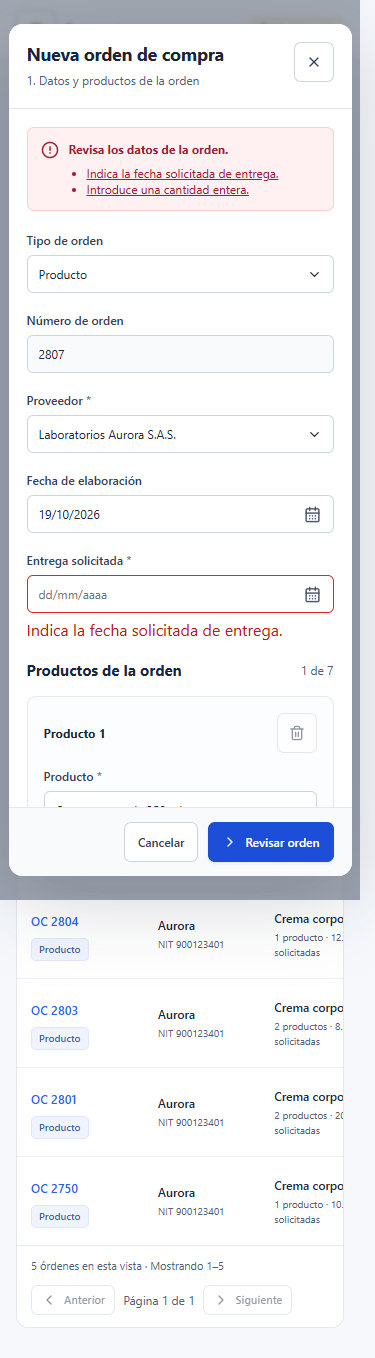 Nueva orden de compra
1. Datos y productos de la orden
Revisa los datos de la orden.
Indica la fecha solicitada de entrega.
Introduce una cantidad entera.
Tipo de orden
Producto
Número de orden
2807
Proveedor *
Laboratorios Aurora S.A.S.
Fecha de elaboración
19/10/2026
Entrega solicitada *
dd/mm/aaaa
Indica la fecha solicitada de entrega.
Productos de la orden 1 de 7
Producto 1
Producto *
Cancelar Revisar orden
OC 2804 Aurora Crema corpo
Producto NIT 900123401 1 producto · 12.
solicitadas
OC 2803 Aurora Crema corpo
Producto NIT 900123401 2 productos · 8.
solicitadas
OC 2801 Aurora Crema corpo
Producto NIT 900123401 2 productos · 20
solicitadas
OC 2750 Aurora Crema corpo
Producto NIT 900123401 1 producto · 10.
solicitadas
5 órdenes en esta vista · Mostrando 1–5
Anterior Página 1 de 1 Siguiente